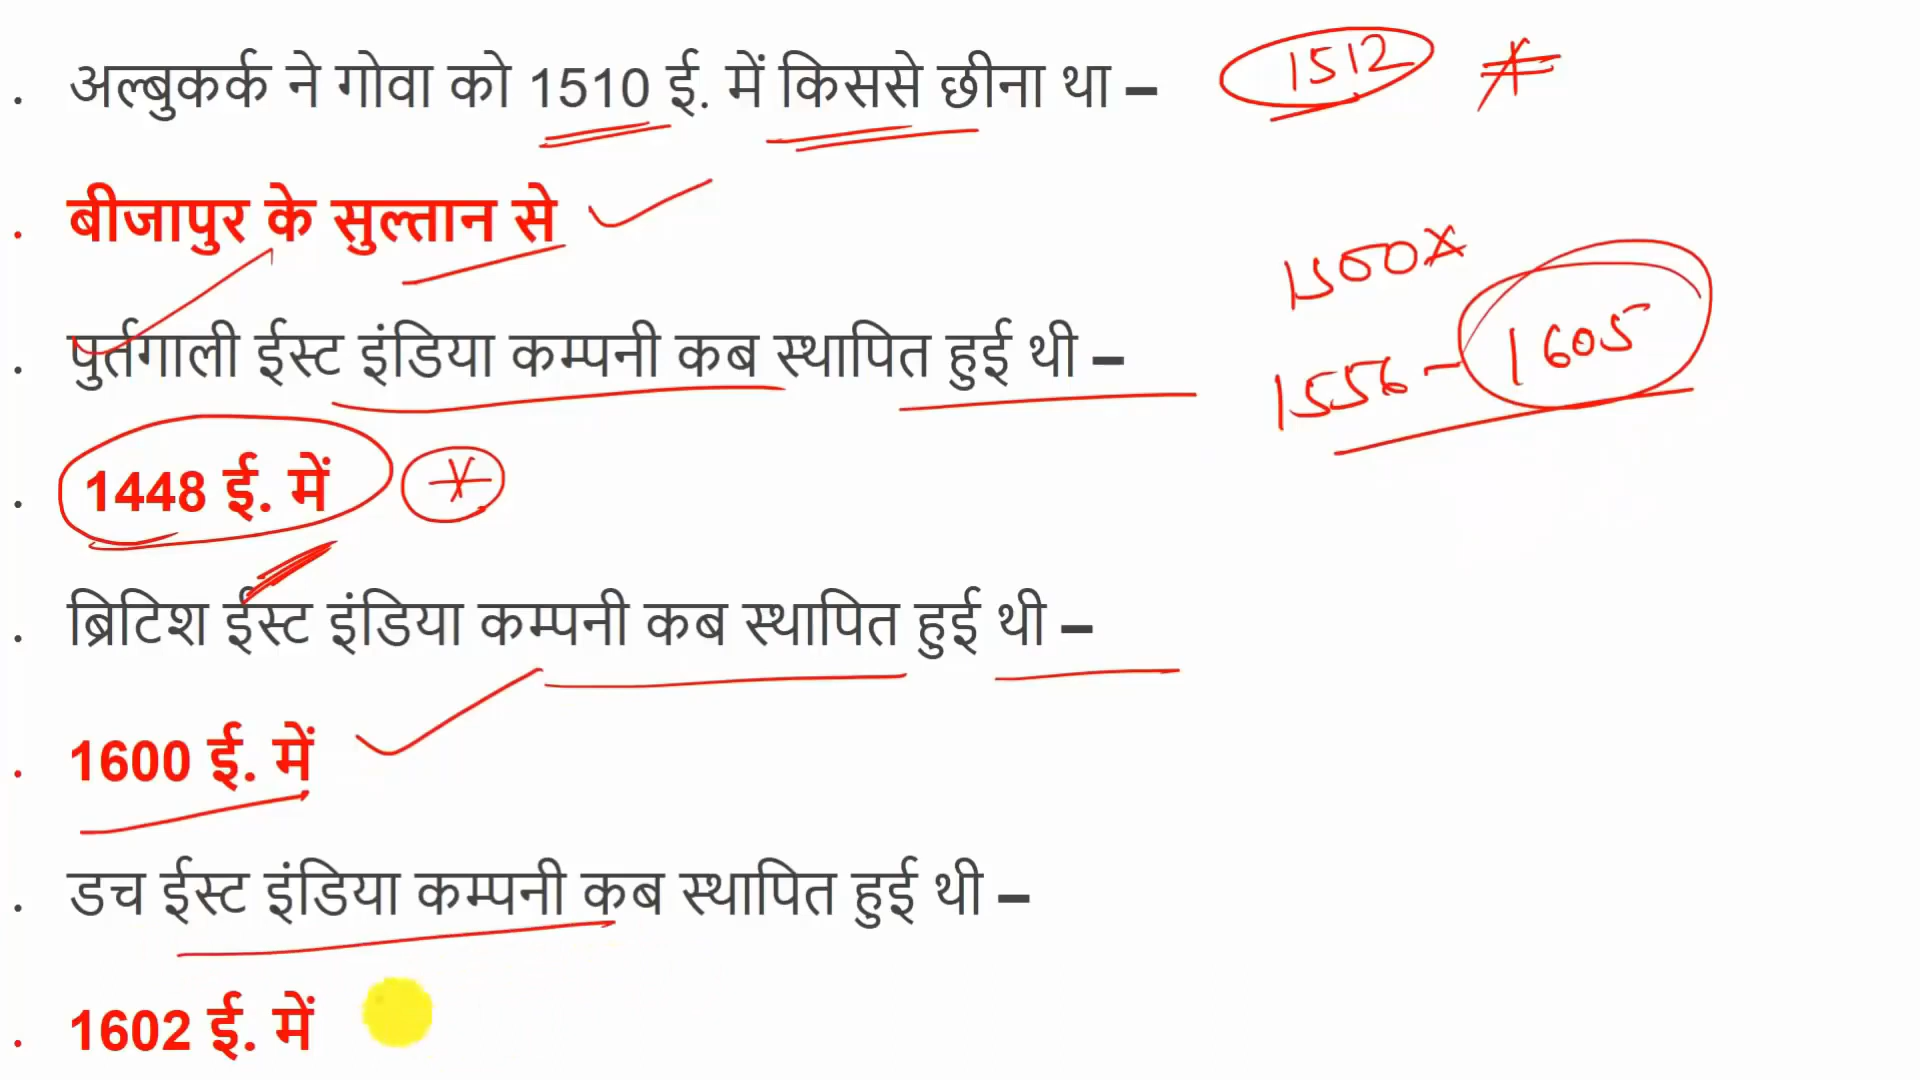 . अल्बुकर्क ने गोवा को 1510 ई. में किससे छीना था – 1512
. बीजापुर के सुल्तान से
1500
. पुर्तगाली ईस्ट इंडिया कम्पनी कब स्थापित हुई थी –
1556 - 1605
. 1448 ई. में
. ब्रिटिश ईस्ट इंडिया कम्पनी कब स्थापित हुई थी –
. 1600 ई. में
. डच ईस्ट इंडिया कम्पनी कब स्थापित हुई थी –
. 1602 ई. में